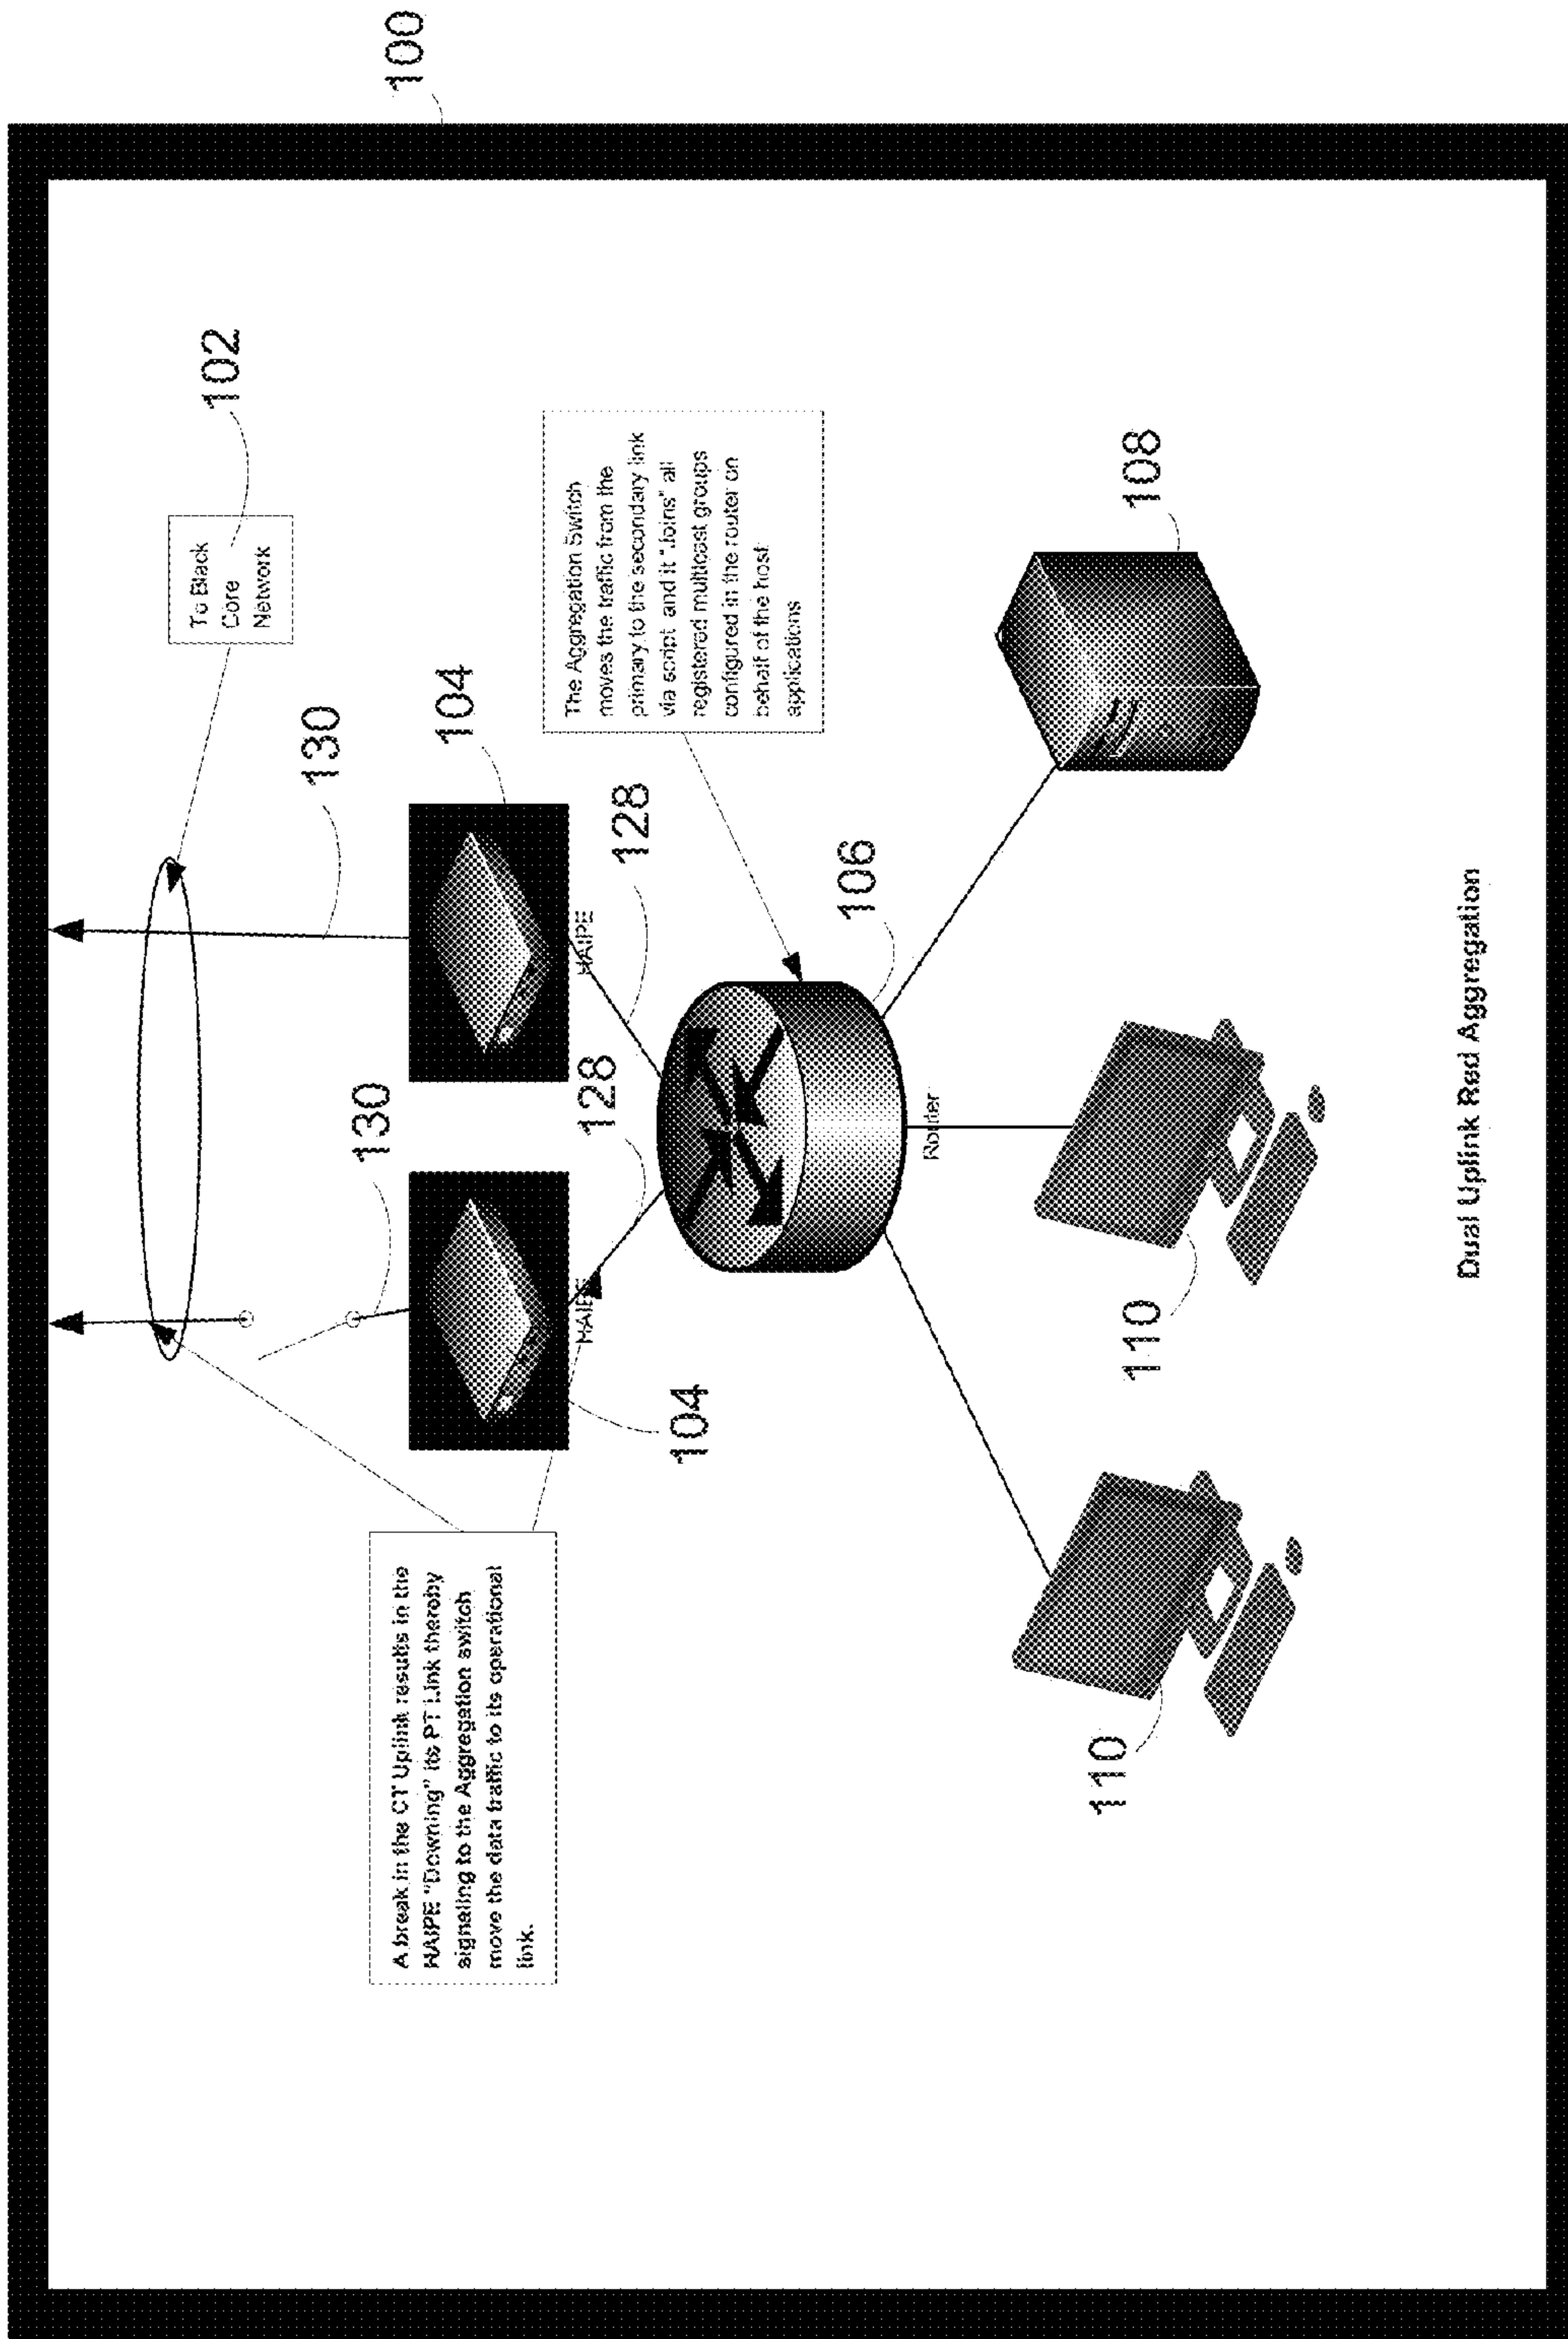 100
To Black
Core
Network
102
130
130
104
HAIPE
HAIPE
104
128
128
A break in the CT Uplink results in the
HAIPE "Downing" its PT Link thereby
signaling to the Aggregation switch
move the data traffic to its operational
link.
The Aggregation Switch
moves the traffic from the
primary to the secondary link
via script and it "Joins" all
registered multicast groups
configured in the router on
behalf of the host
applications
106
Router
108
110
110
Dual Uplink Red Aggregation